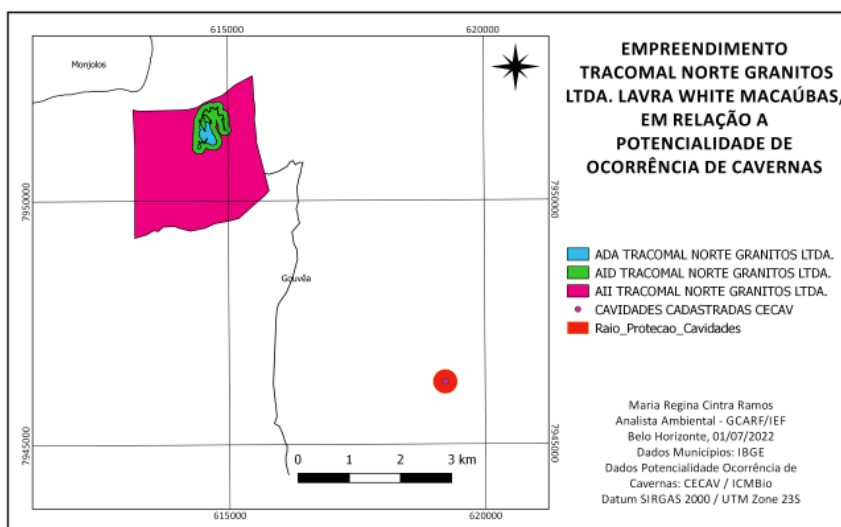 615000
620000
Monjolos
7950000
7950000
Gouvêa
7945000
7945000
0 1 2 3 km
615000
620000
EMPREENDIMENTO
TRACOMAL NORTE GRANITOS
LTDA. LAVRA WHITE MACAÚBAS,
EM RELAÇÃO A
POTENCIALIDADE DE
OCORRÊNCIA DE CAVERNAS
ADA TRACOMAL NORTE GRANITOS LTDA.
AID TRACOMAL NORTE GRANITOS LTDA.
AII TRACOMAL NORTE GRANITOS LTDA.
CAVIDADES CADASTRADAS CECAV
Raio_Protecao_Cavidades
Maria Regina Cintra Ramos
Analista Ambiental - GCARF/IEF
Belo Horizonte, 01/07/2022
Dados Municípios: IBGE
Dados Potencialidade Ocorrência de
Cavernas: CECAV / ICMBio
Datum SIRGAS 2000 / UTM Zone 23S